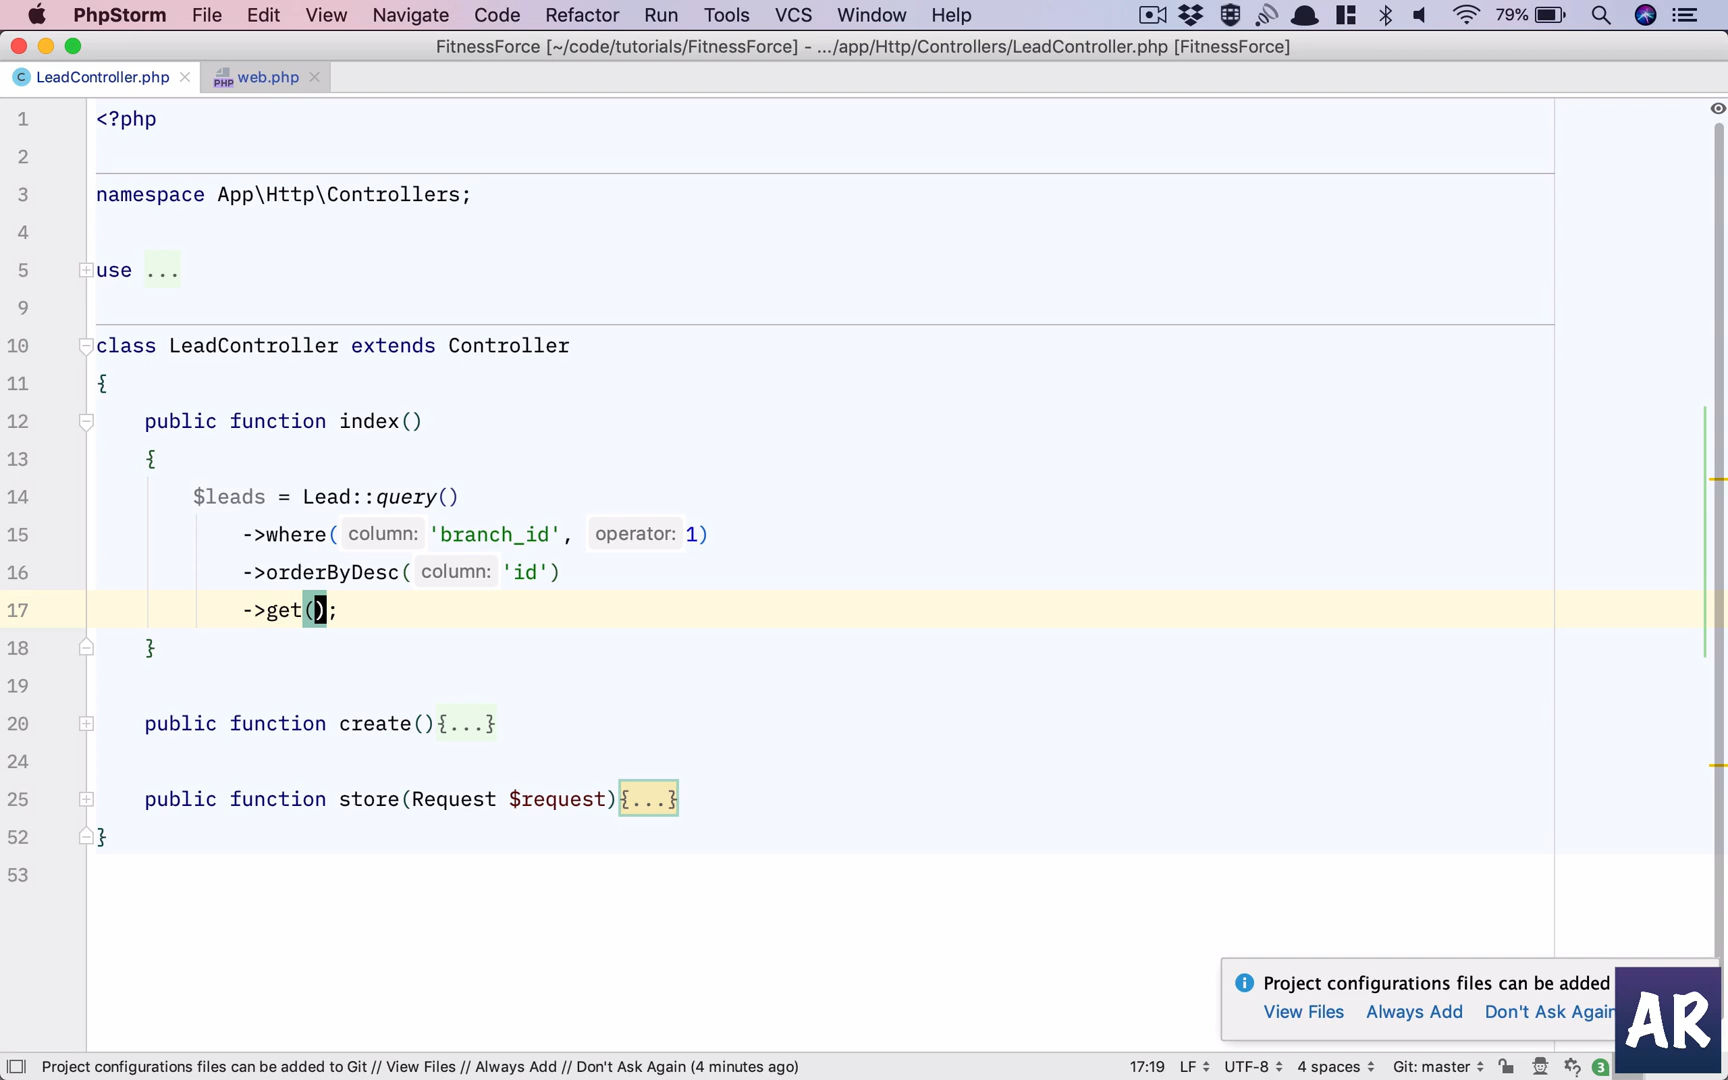 PhpStorm File Edit View Navigate Code Refactor Run Tools VCS Window Help 79%
FitnessForce [~/code/tutorials/FitnessForce] - .../app/Http/Controllers/LeadController.php [FitnessForce]
C LeadController.php PHP web.php
1 <?php
2
3 namespace App\Http\Controllers;
4
5 use ...
9
10 class LeadController extends Controller
11 {
12 public function index()
13 {
14 $leads = Lead::query()
15 ->where( column: 'branch_id', operator: 1)
16 ->orderByDesc( column: 'id')
17 ->get();
18 }
19
20 public function create(){...}
24
25 public function store(Request $request){...}
52 }
53
Project configurations files can be added
View Files Always Add Don't Ask Again
AR
Project configurations files can be added to Git // View Files // Always Add // Don't Ask Again (4 minutes ago) 17:19 LF UTF-8 4 spaces Git: master 3